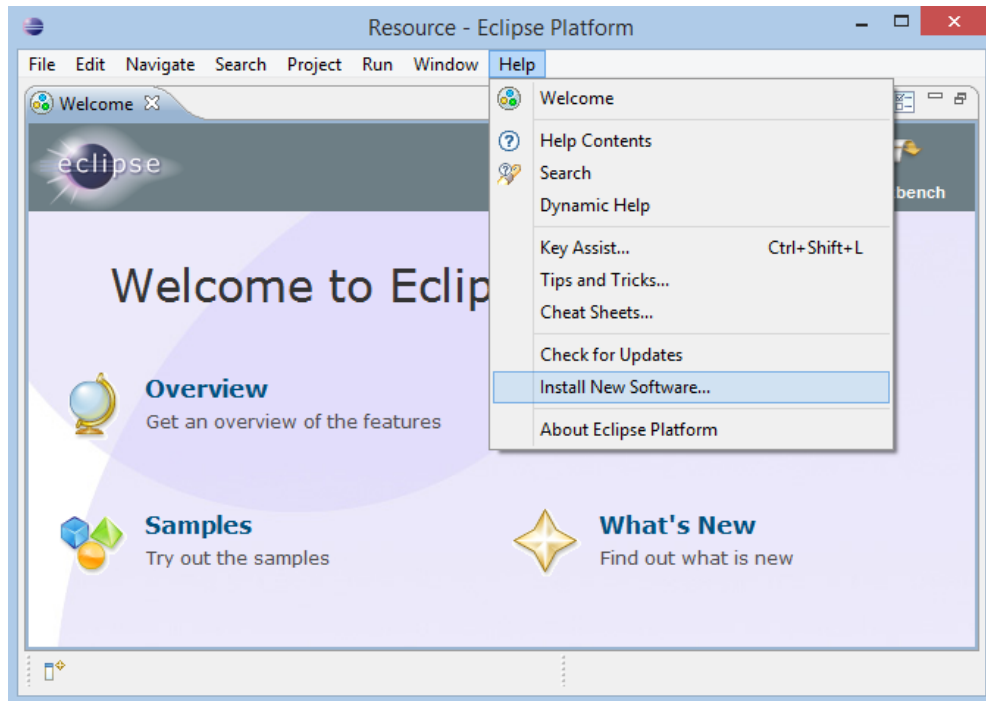 Resource - Eclipse Platform
File Edit Navigate Search Project Run Window Help
Welcome
eclipse
bench
Welcome to Eclip
Overview
Get an overview of the features
Samples
Try out the samples
What's New
Find out what is new
Welcome
Help Contents
Search
Dynamic Help
Key Assist... Ctrl+Shift+L
Tips and Tricks...
Cheat Sheets...
Check for Updates
Install New Software...
About Eclipse Platform